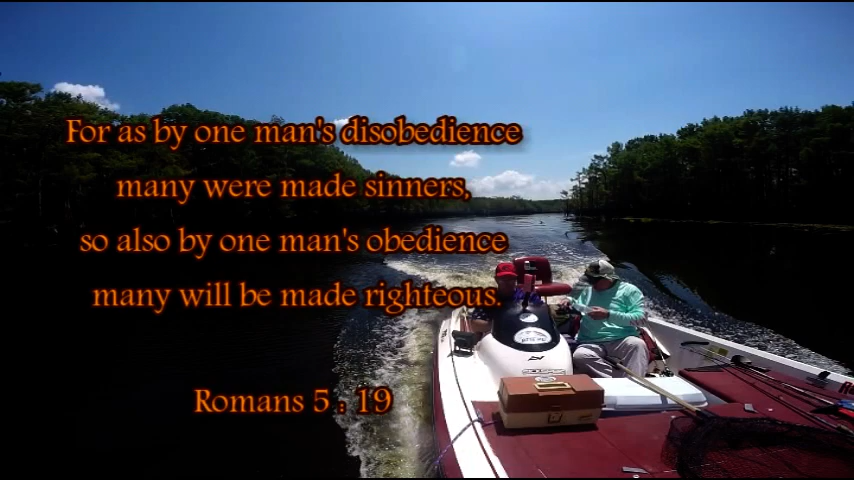 For as by one man's disobedience
many were made sinners,
so also by one man's obedience
many will be made righteous.
Romans 5 : 19